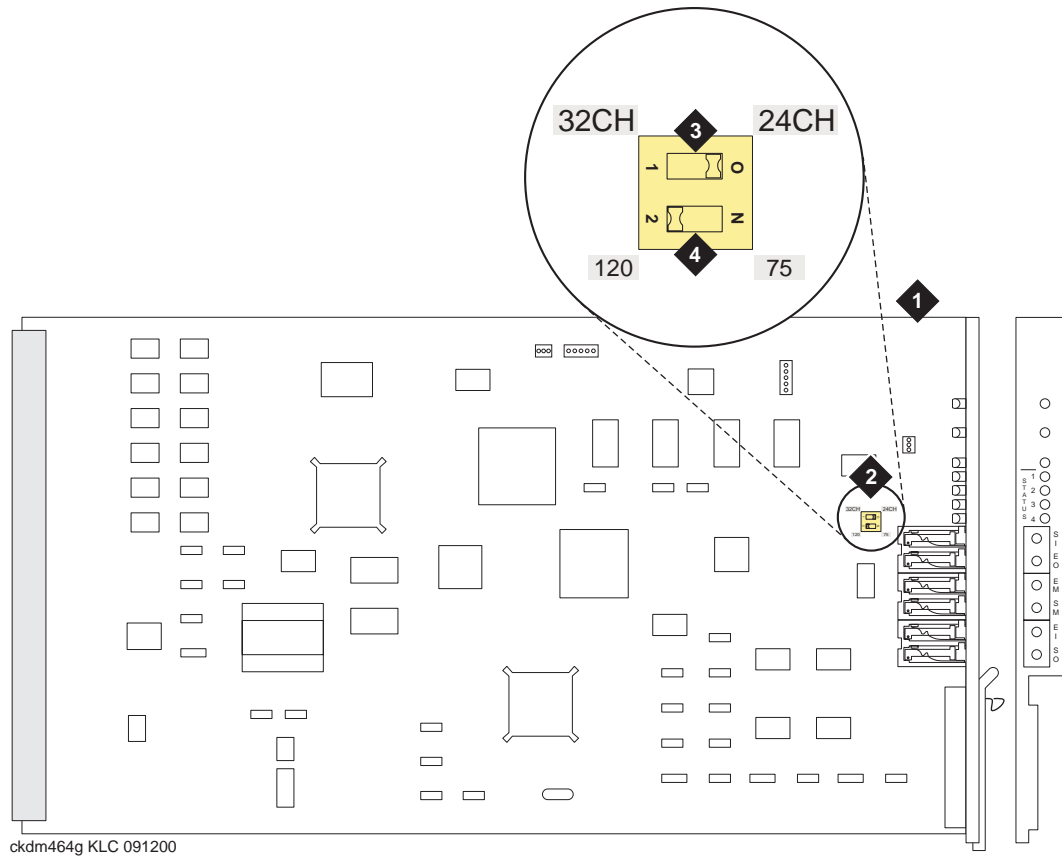 32CH 24CH
3
1 O
2 N
4
120 75
1
2
32CH 24CH
120 75
STATUS
1
2
3
4
SI
EO
EM
SM
EI
SO
ckdm464g KLC 091200